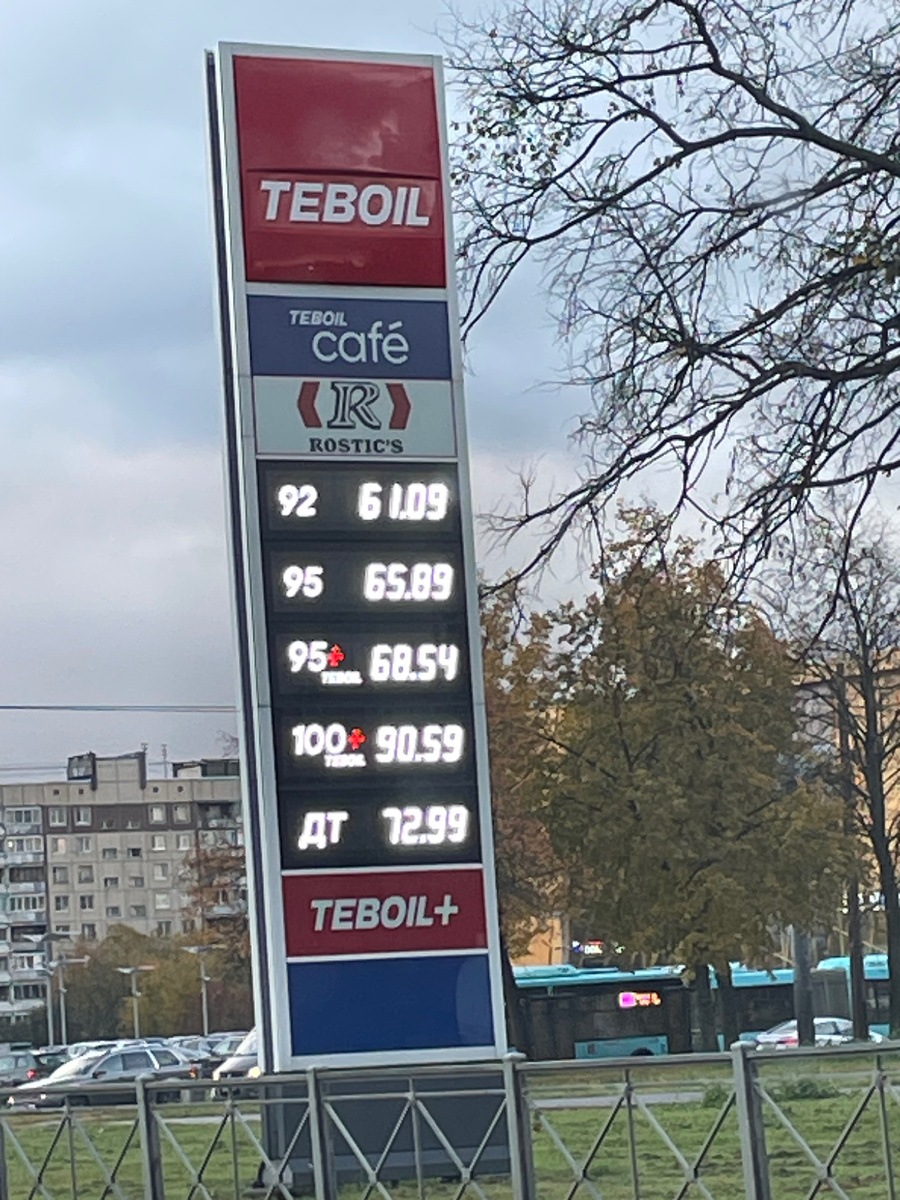 TEBOIL
TEBOIL
café
R
ROSTIC'S
92 61.09
95 65.89
95+ 68.54
TEBOIL
100+ 90.59
TEBOIL
ДТ 72.99
TEBOIL+